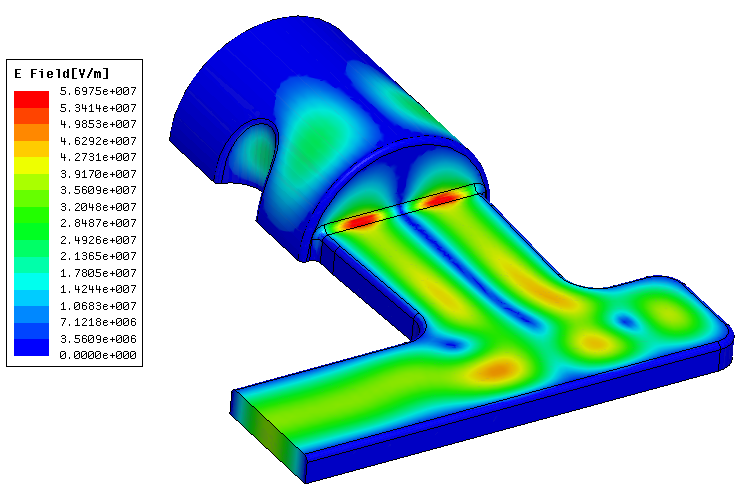 E Field[V/m]
5.6975e+007
5.3414e+007
4.9853e+007
4.6292e+007
4.2731e+007
3.9170e+007
3.5609e+007
3.2048e+007
2.8487e+007
2.4926e+007
2.1365e+007
1.7805e+007
1.4244e+007
1.0683e+007
7.1218e+006
3.5609e+006
0.0000e+000